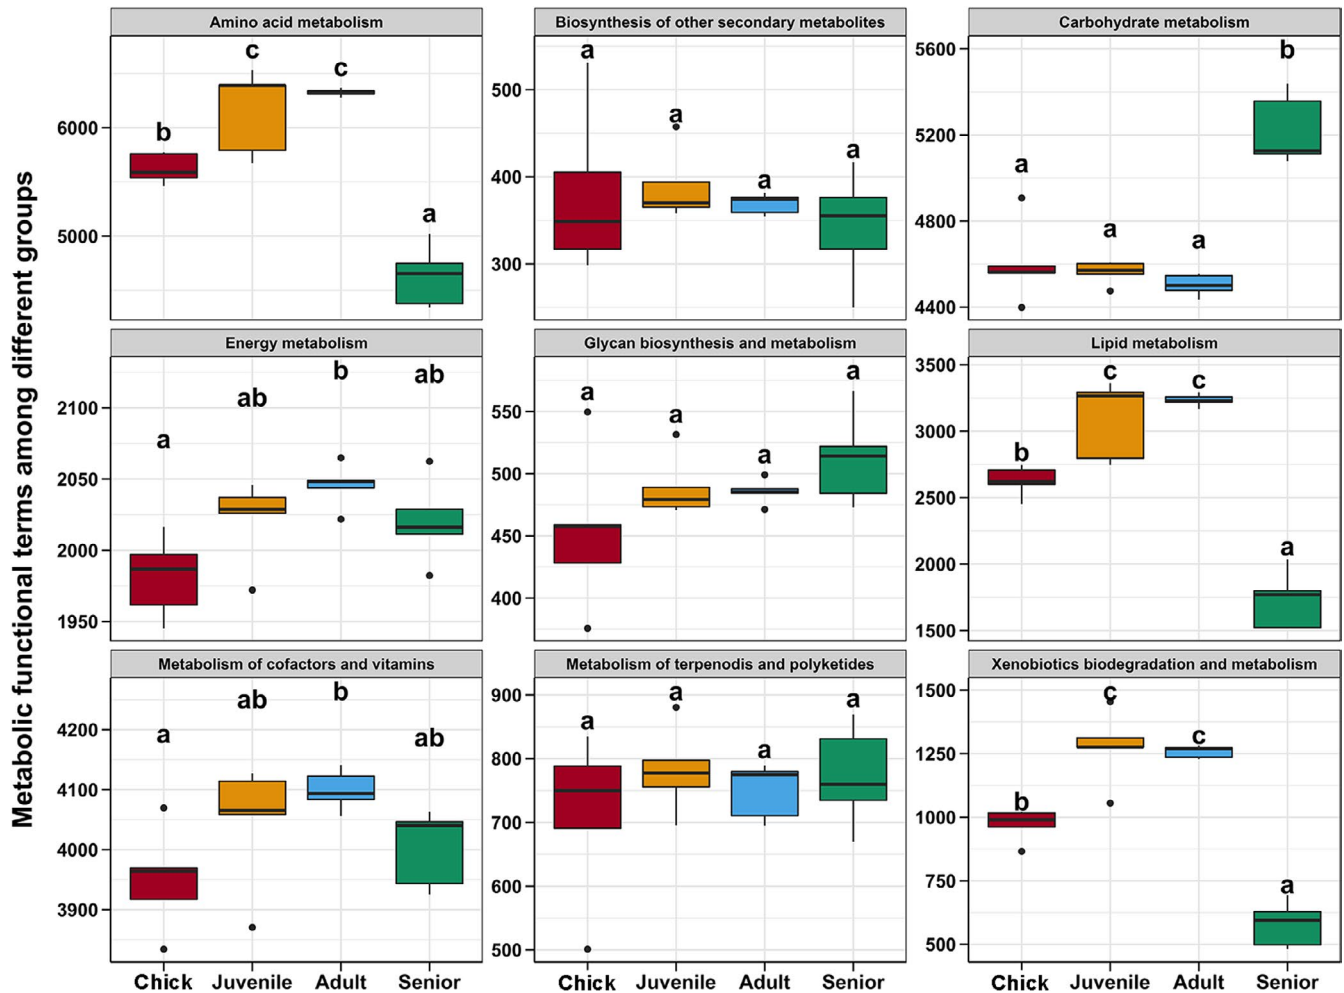 Metabolic functional terms among different groups
Amino acid metabolism
6000
5000
b
c
c
a
Biosynthesis of other secondary metabolites
500
400
300
a
a
a
a
Carbohydrate metabolism
5600
5200
4800
4400
a
a
a
b
Energy metabolism
2100
2050
2000
1950
a
ab
b
ab
Glycan biosynthesis and metabolism
550
500
450
400
a
a
a
a
Lipid metabolism
3500
3000
2500
2000
1500
b
c
c
a
Metabolism of cofactors and vitamins
4200
4100
4000
3900
a
ab
b
ab
Metabolism of terpenodis and polyketides
900
800
700
600
500
a
a
a
a
Xenobiotics biodegradation and metabolism
1500
1250
1000
750
500
b
c
c
a
Chick Juvenile Adult Senior
Chick Juvenile Adult Senior
Chick Juvenile Adult Senior